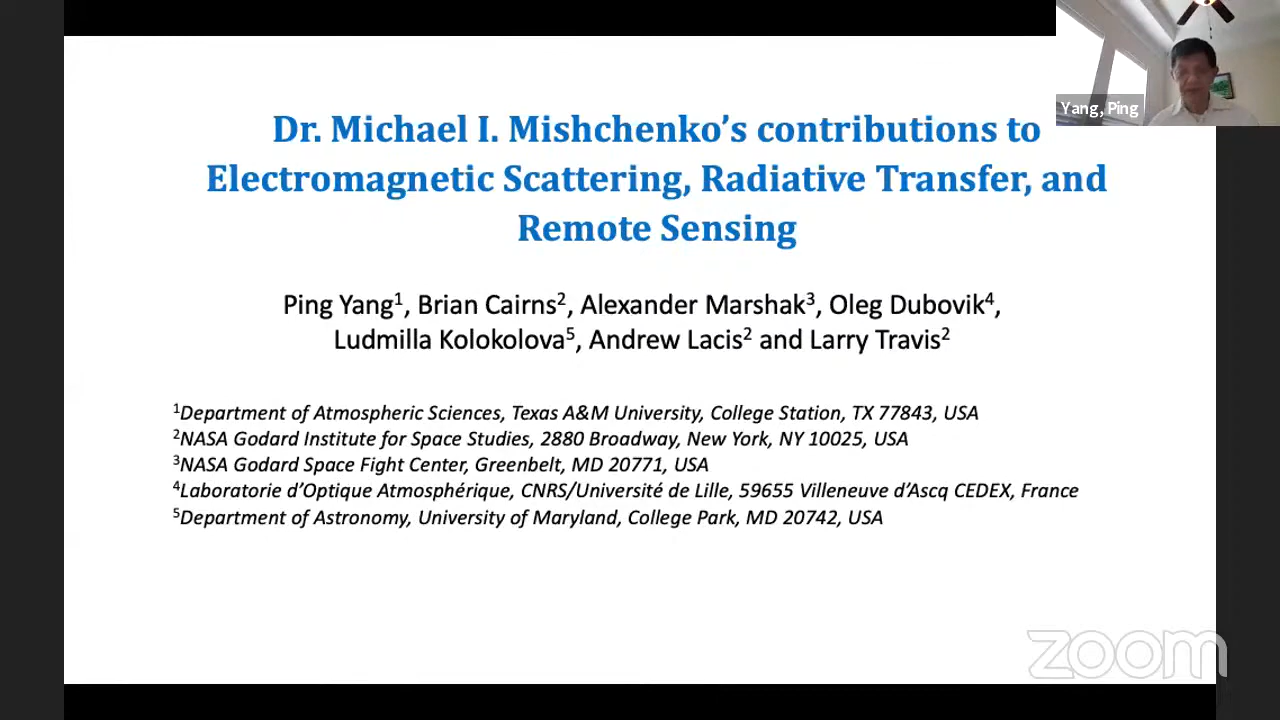 Yang, Ping
Dr. Michael I. Mishchenko’s contributions to
Electromagnetic Scattering, Radiative Transfer, and
Remote Sensing
Ping Yang¹, Brian Cairns², Alexander Marshak³, Oleg Dubovik⁴,
Ludmilla Kolokolova⁵, Andrew Lacis² and Larry Travis²
¹Department of Atmospheric Sciences, Texas A&M University, College Station, TX 77843, USA
²NASA Godard Institute for Space Studies, 2880 Broadway, New York, NY 10025, USA
³NASA Godard Space Fight Center, Greenbelt, MD 20771, USA
⁴Laboratorie d’Optique Atmosphérique, CNRS/Université de Lille, 59655 Villeneuve d’Ascq CEDEX, France
⁵Department of Astronomy, University of Maryland, College Park, MD 20742, USA
zoom